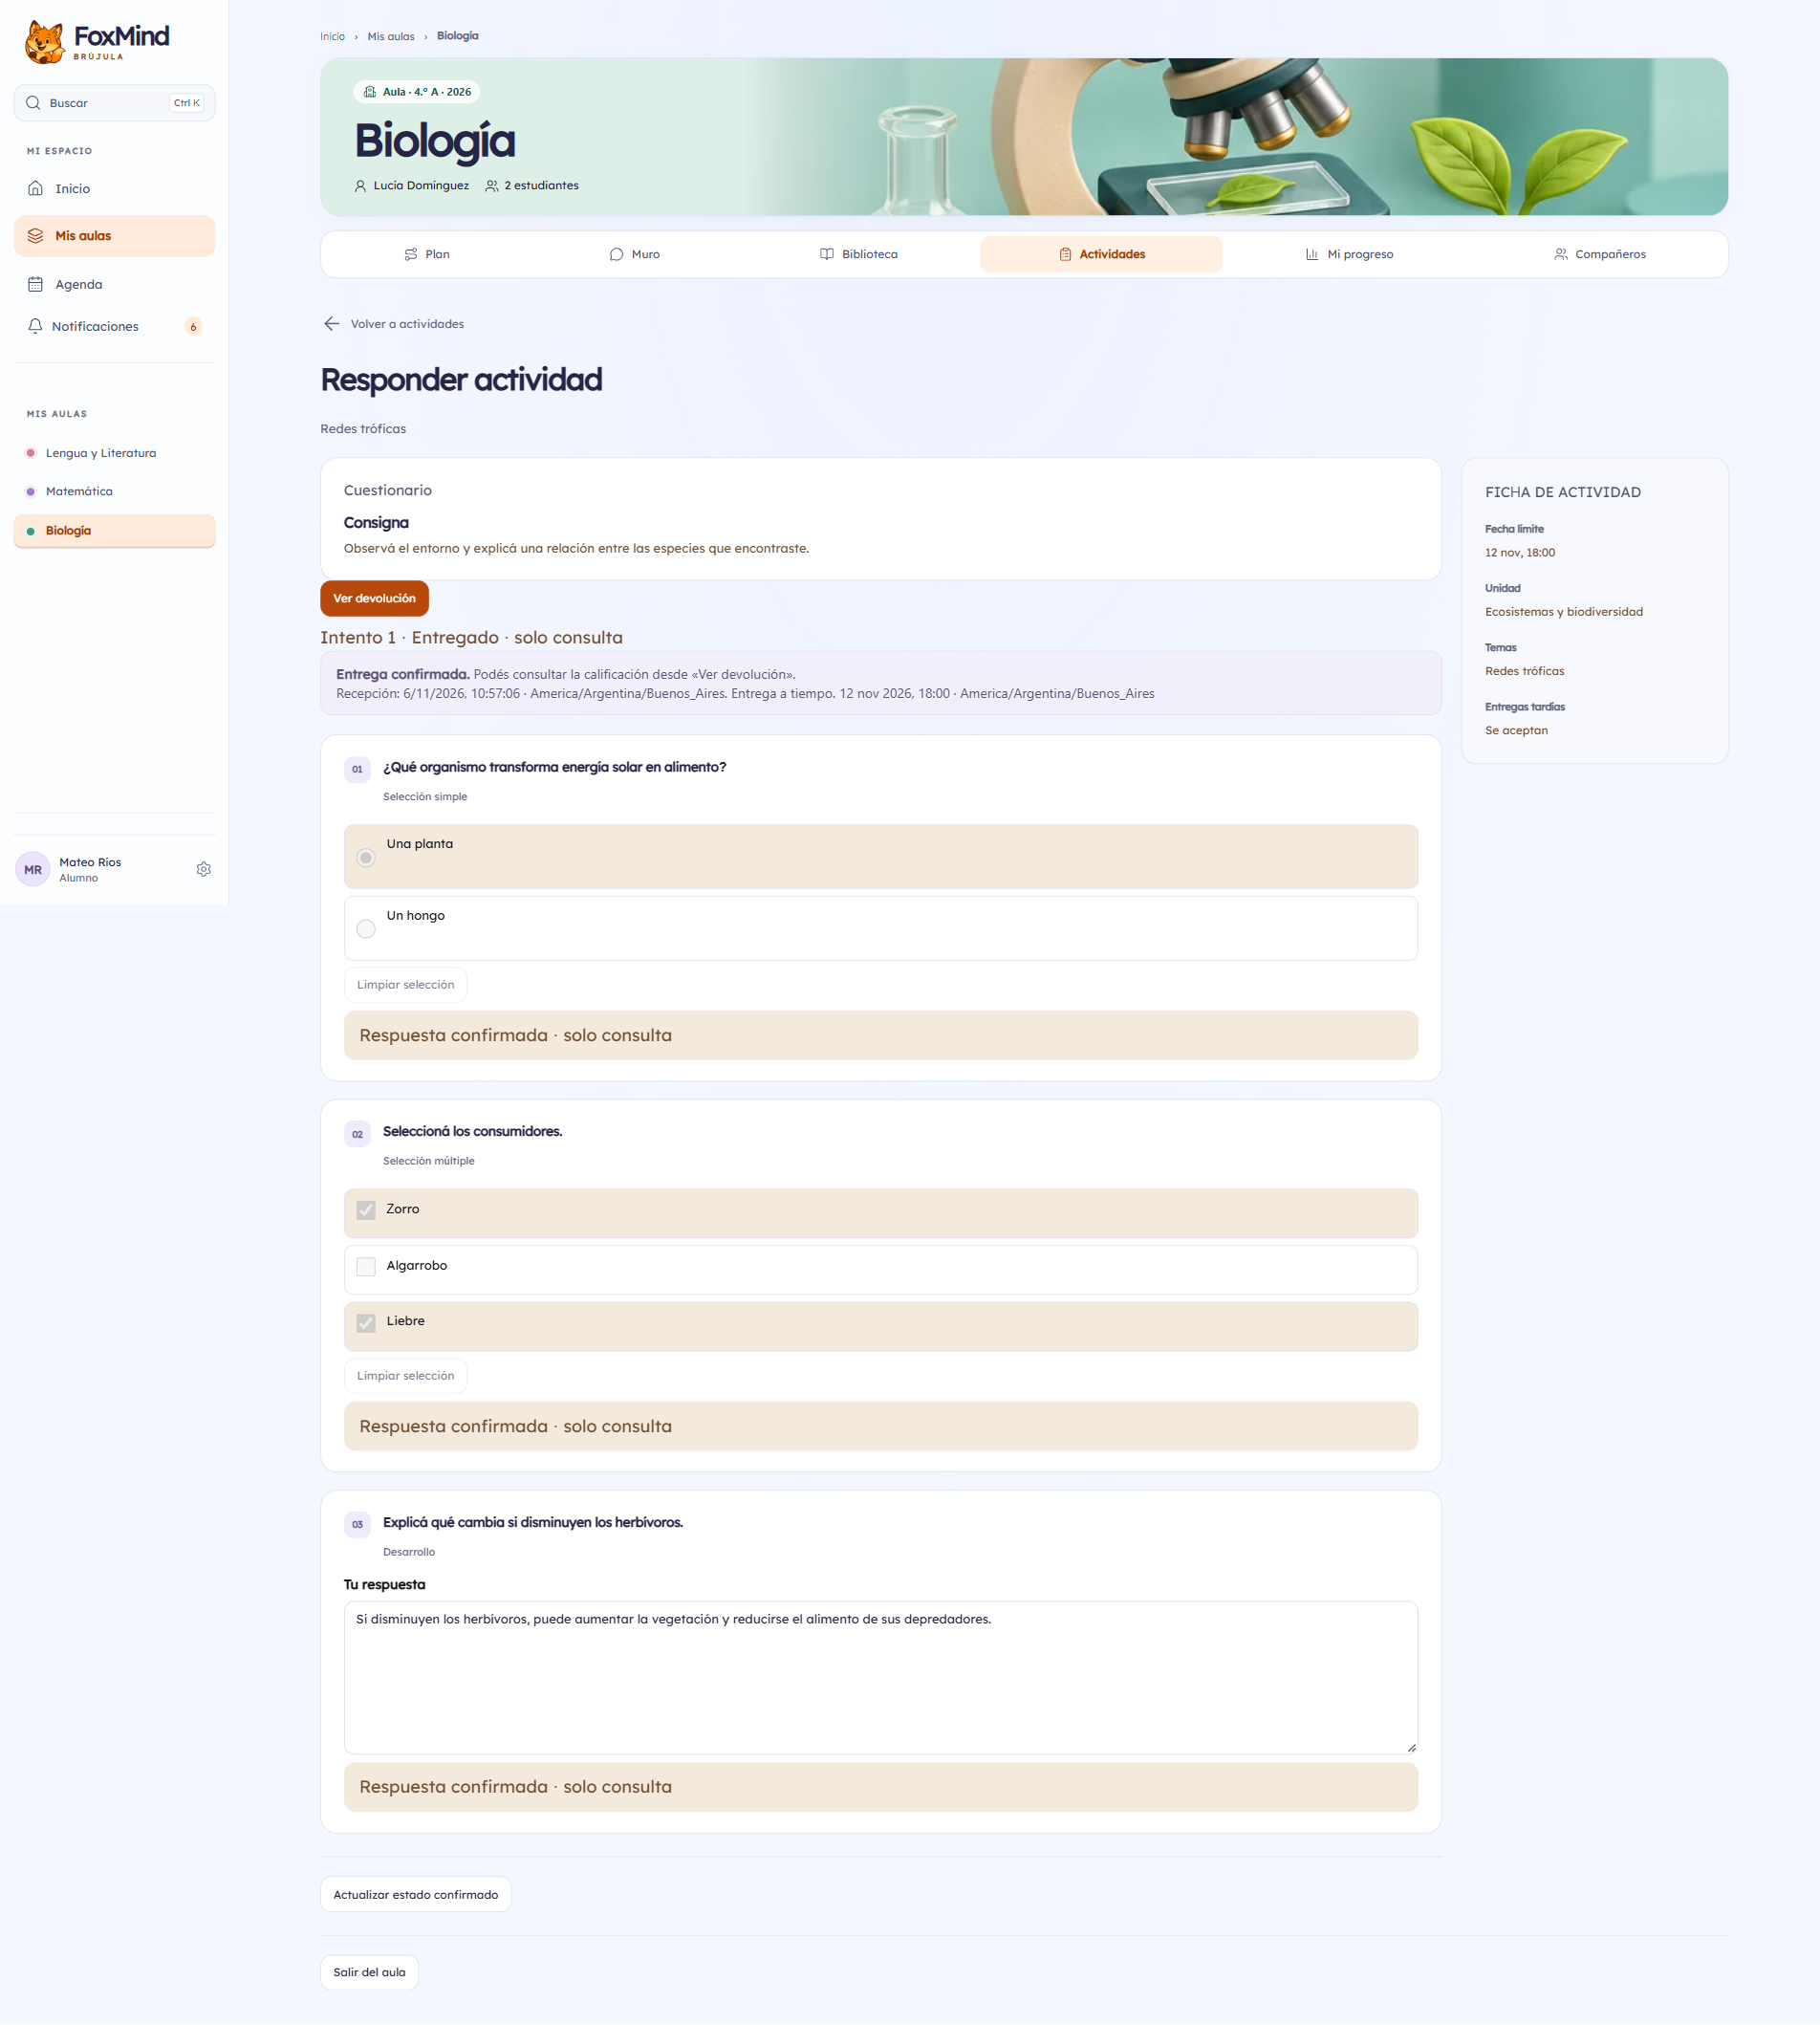 FoxMind
BRÚJULA
Buscar
Ctrl K
MI ESPACIO
Inicio
Mis aulas
Agenda
Notificaciones
6
MIS AULAS
Lengua y Literatura
Matemática
Biología
MR
Mateo Ríos
Alumno
Inicio › Mis aulas › Biología
Aula · 4.º A · 2026
Biología
Lucía Domínguez 2 estudiantes
Plan
Muro
Biblioteca
Actividades
Mi progreso
Compañeros
Volver a actividades
Responder actividad
Redes tróficas
Cuestionario
Consigna
Observá el entorno y explicá una relación entre las especies que encontraste.
Ver devolución
Intento 1 · Entregado · solo consulta
Entrega confirmada. Podés consultar la calificación desde «Ver devolución».
Recepción: 6/11/2026, 10:57:06 · America/Argentina/Buenos_Aires. Entrega a tiempo. 12 nov 2026, 18:00 · America/Argentina/Buenos_Aires
01
¿Qué organismo transforma energía solar en alimento?
Selección simple
Una planta
Un hongo
Limpiar selección
Respuesta confirmada · solo consulta
02
Seleccioná los consumidores.
Selección múltiple
Zorro
Algarrobo
Liebre
Limpiar selección
Respuesta confirmada · solo consulta
03
Explicá qué cambia si disminuyen los herbívoros.
Desarrollo
Tu respuesta
Si disminuyen los herbívoros, puede aumentar la vegetación y reducirse el alimento de sus depredadores.
Respuesta confirmada · solo consulta
Actualizar estado confirmado
Salir del aula
FICHA DE ACTIVIDAD
Fecha límite
12 nov, 18:00
Unidad
Ecosistemas y biodiversidad
Temas
Redes tróficas
Entregas tardías
Se aceptan